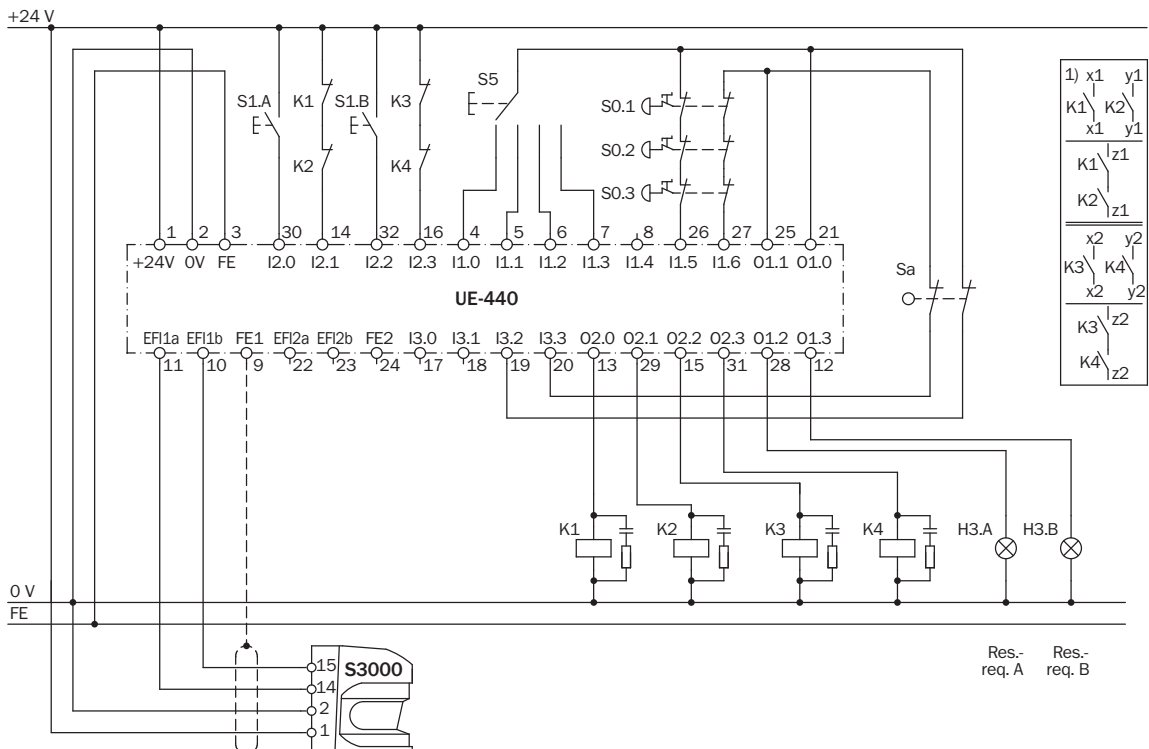 +24 V
S5
1) x1 y1
S1.A K1 S1.B K3 S0.1 K1 K2
x1 y1
K2 K4 S0.2 K1 z1
S0.3 K2 z1
1 2 3 30 14 32 16 4 5 6 7 8 26 27 25 21
+24V 0V FE I2.0 I2.1 I2.2 I2.3 I1.0 I1.1 I1.2 I1.3 I1.4 I1.5 I1.6 O1.1 O1.0
x2 y2
K3 K4
x2 y2
Sa
UE-440
K3 z2
K4 z2
EFI1a EFI1b FE1 EFI2a EFI2b FE2 I3.0 I3.1 I3.2 I3.3 O2.0 O2.1 O2.2 O2.3 O1.2 O1.3
11 10 9 22 23 24 17 18 19 20 13 29 15 31 28 12
K1 K2 K3 K4 H3.A H3.B
0 V
FE
Res.- Res.-
req. A req. B
15 S3000
14
2
1